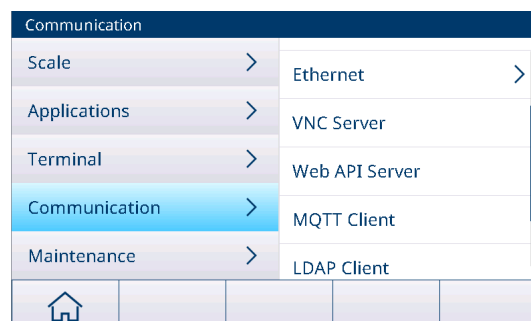 Communication
Scale
Applications
Terminal
Communication
Maintenance
Ethernet
VNC Server
Web API Server
MQTT Client
LDAP Client